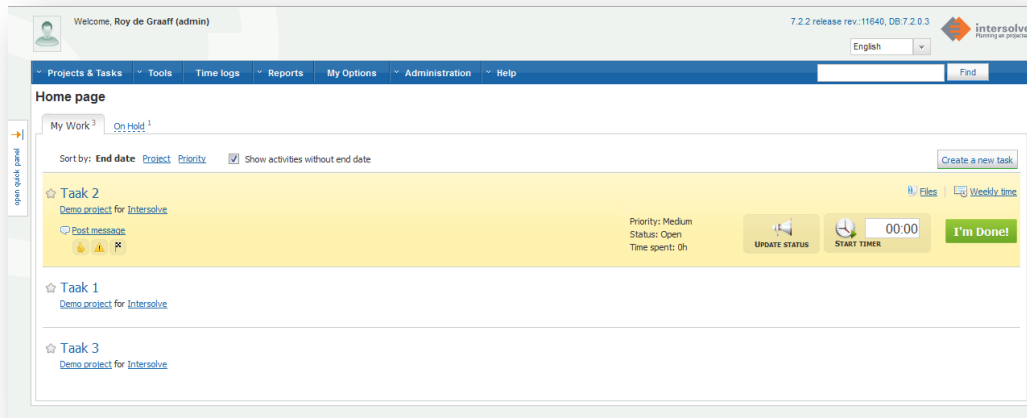 Welcome, Roy de Graaff (admin)
7.2.2 release rev.:11640, DB:7.2.0.3
English
intersolve
Planning en projecten
Projects & Tasks Tools Time logs Reports My Options Administration Help Find
Home page
My Work 3 On Hold 1
open quick panel
Sort by: End date Project Priority Show activities without end date Create a new task
Taak 2 Files Weekly time
Demo project for Intersolve
Post message
Priority: Medium
Status: Open
Time spent: 0h
UPDATE STATUS
00:00
START TIMER
I'm Done!
Taak 1
Demo project for Intersolve
Taak 3
Demo project for Intersolve